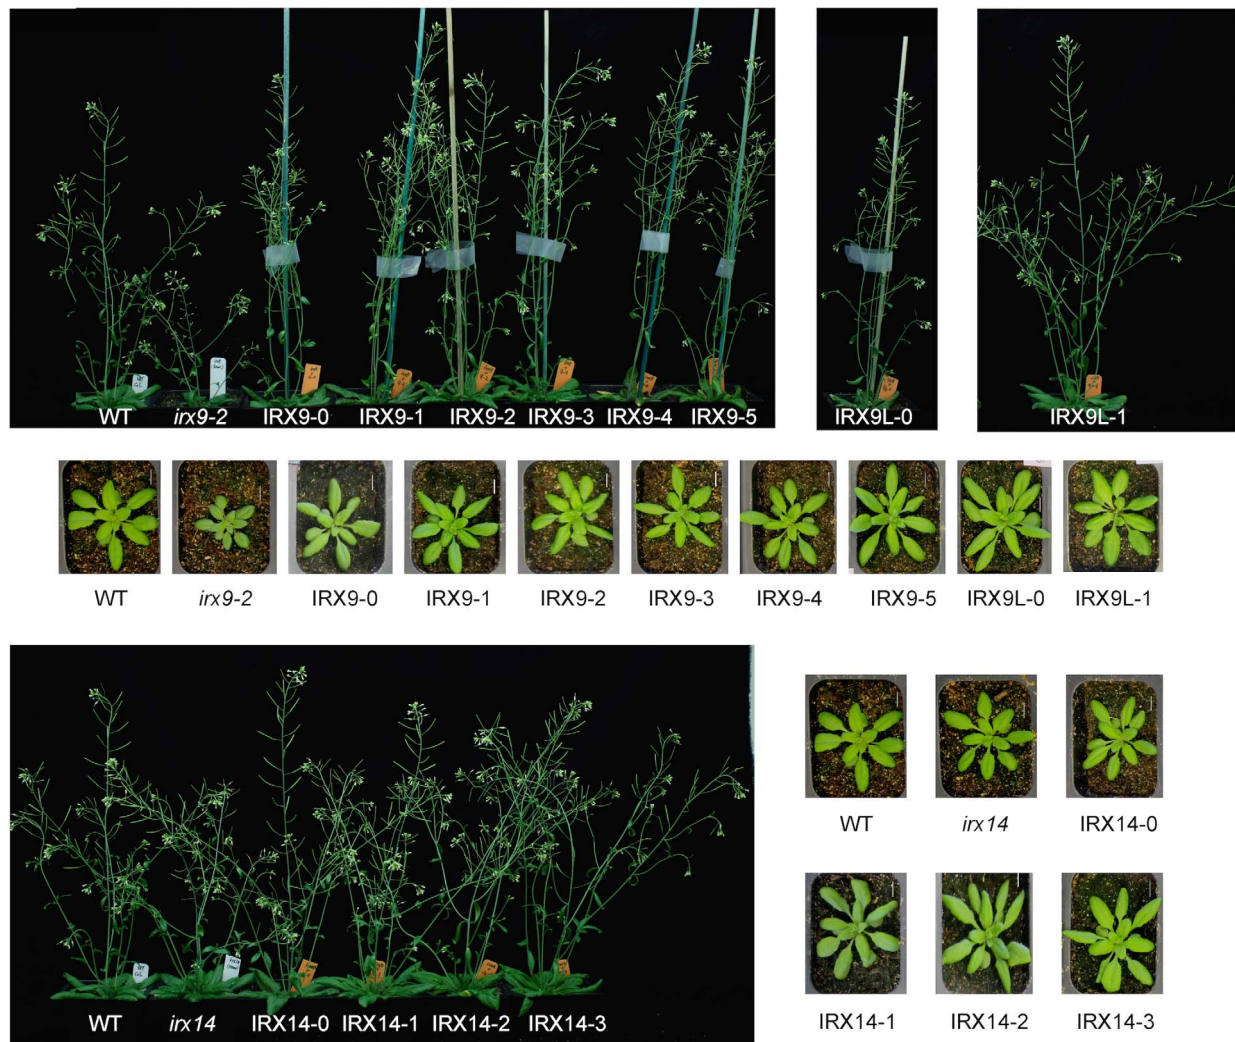 WT irx9-2 IRX9-0 IRX9-1 IRX9-2 IRX9-3 IRX9-4 IRX9-5 IRX9L-0 IRX9L-1
WT irx9-2 IRX9-0 IRX9-1 IRX9-2 IRX9-3 IRX9-4 IRX9-5 IRX9L-0 IRX9L-1
WT irx14 IRX14-0 IRX14-1 IRX14-2 IRX14-3
WT irx14 IRX14-0
IRX14-1 IRX14-2 IRX14-3